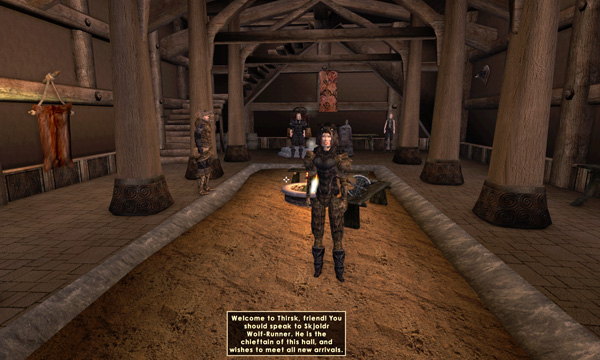 Welcome to Thirsk, friend! You
should speak to Skjoldr
Wolf-Runner. He is the
chieftain of this hall, and
wishes to meet all new arrivals.